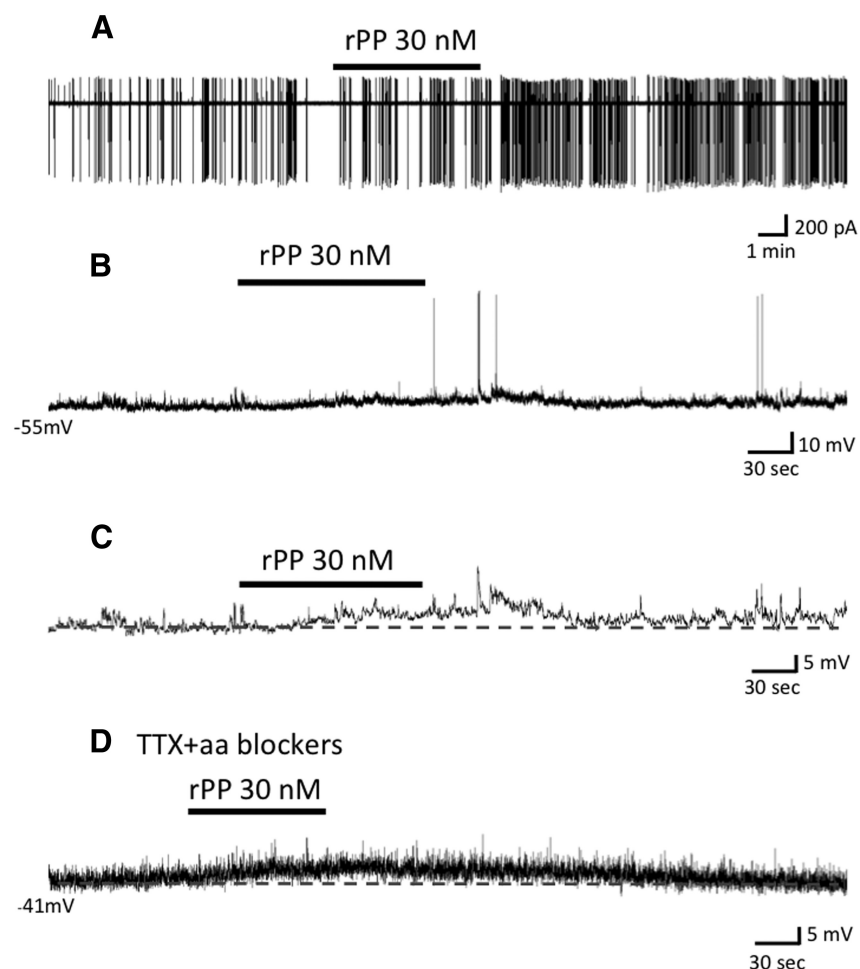 A
rPP 30 nM
200 pA
1 min
B
rPP 30 nM
-55mV
10 mV
30 sec
C
rPP 30 nM
5 mV
30 sec
D TTX+aa blockers
rPP 30 nM
-41mV
5 mV
30 sec